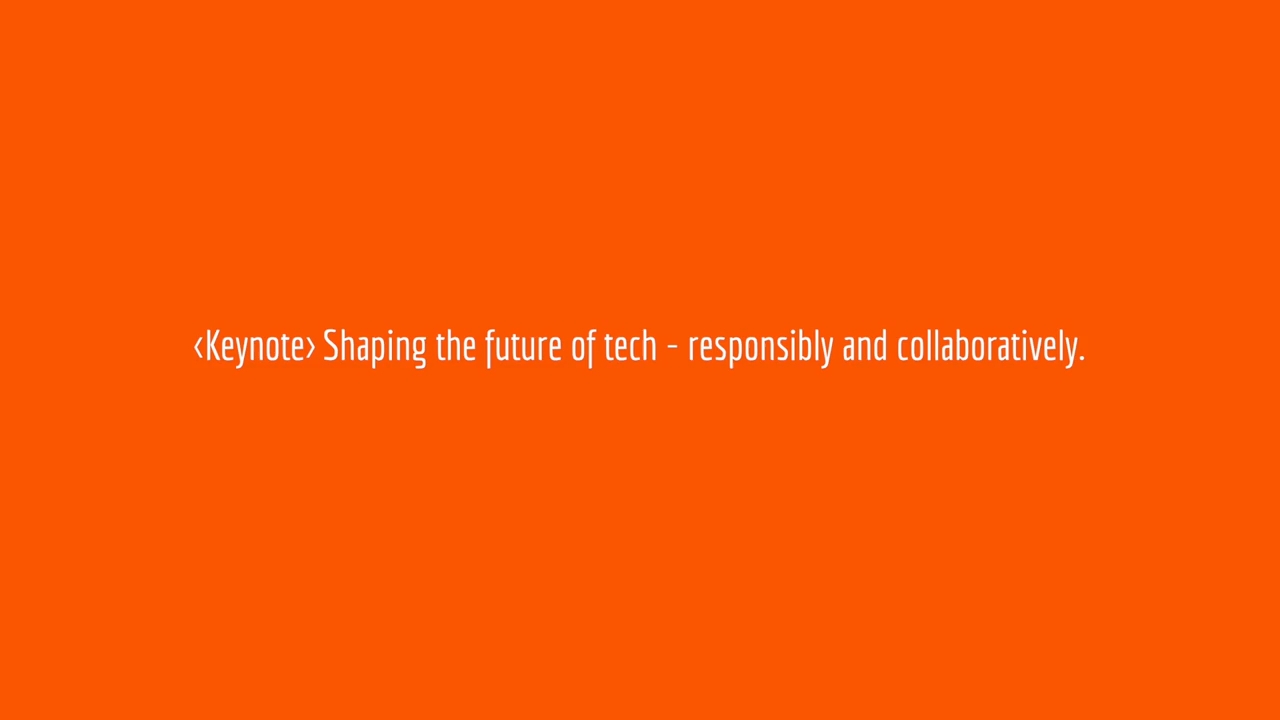 ‹Keynote› Shaping the future of tech - responsibly and collaboratively.